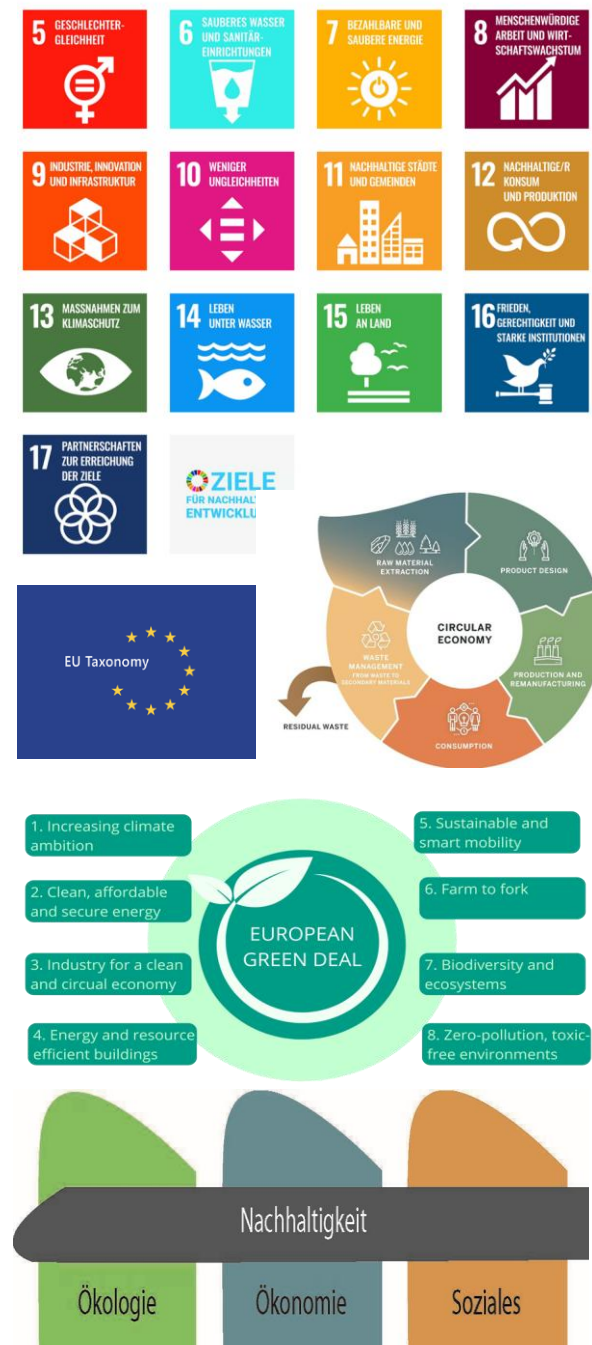 5 GESCHLECHTER-
GLEICHHEIT
6 SAUBERES WASSER
UND SANITÄR-
EINRICHTUNGEN
7 BEZAHLBARE UND
SAUBERE ENERGIE
8 MENSCHENWÜRDIGE
ARBEIT UND WIRT-
SCHAFTSWACHSTUM
9 INDUSTRIE, INNOVATION
UND INFRASTRUKTUR
10 WENIGER
UNGLEICHHEITEN
11 NACHHALTIGE STÄDTE
UND GEMEINDEN
12 NACHHALTIGE/R
KONSUM
UND PRODUKTION
13 MASSNAHMEN ZUM
KLIMASCHUTZ
14 LEBEN
UNTER WASSER
15 LEBEN
AN LAND
16 FRIEDEN,
GERECHTIGKEIT UND
STARKE INSTITUTIONEN
17 PARTNERSCHAFTEN
ZUR ERREICHUNG
DER ZIELE
ZIELE
FÜR NACHHAL
ENTWICKLU
RAW MATERIAL
EXTRACTION
PRODUCT DESIGN
CIRCULAR
ECONOMY
WASTE
MANAGEMENT
FROM WASTE TO
SECONDARY MATERIALS
PRODUCTION AND
REMANUFACTURING
RESIDUAL WASTE
CONSUMPTION
EU Taxonomy
1. Increasing climate
ambition
2. Clean, affordable
and secure energy
3. Industry for a clean
and circual economy
4. Energy and resource
efficient buildings
EUROPEAN
GREEN DEAL
5. Sustainable and
smart mobility
6. Farm to fork
7. Biodiversity and
ecosystems
8. Zero-pollution, toxic-
free environments
Nachhaltigkeit
Ökologie
Ökonomie
Soziales